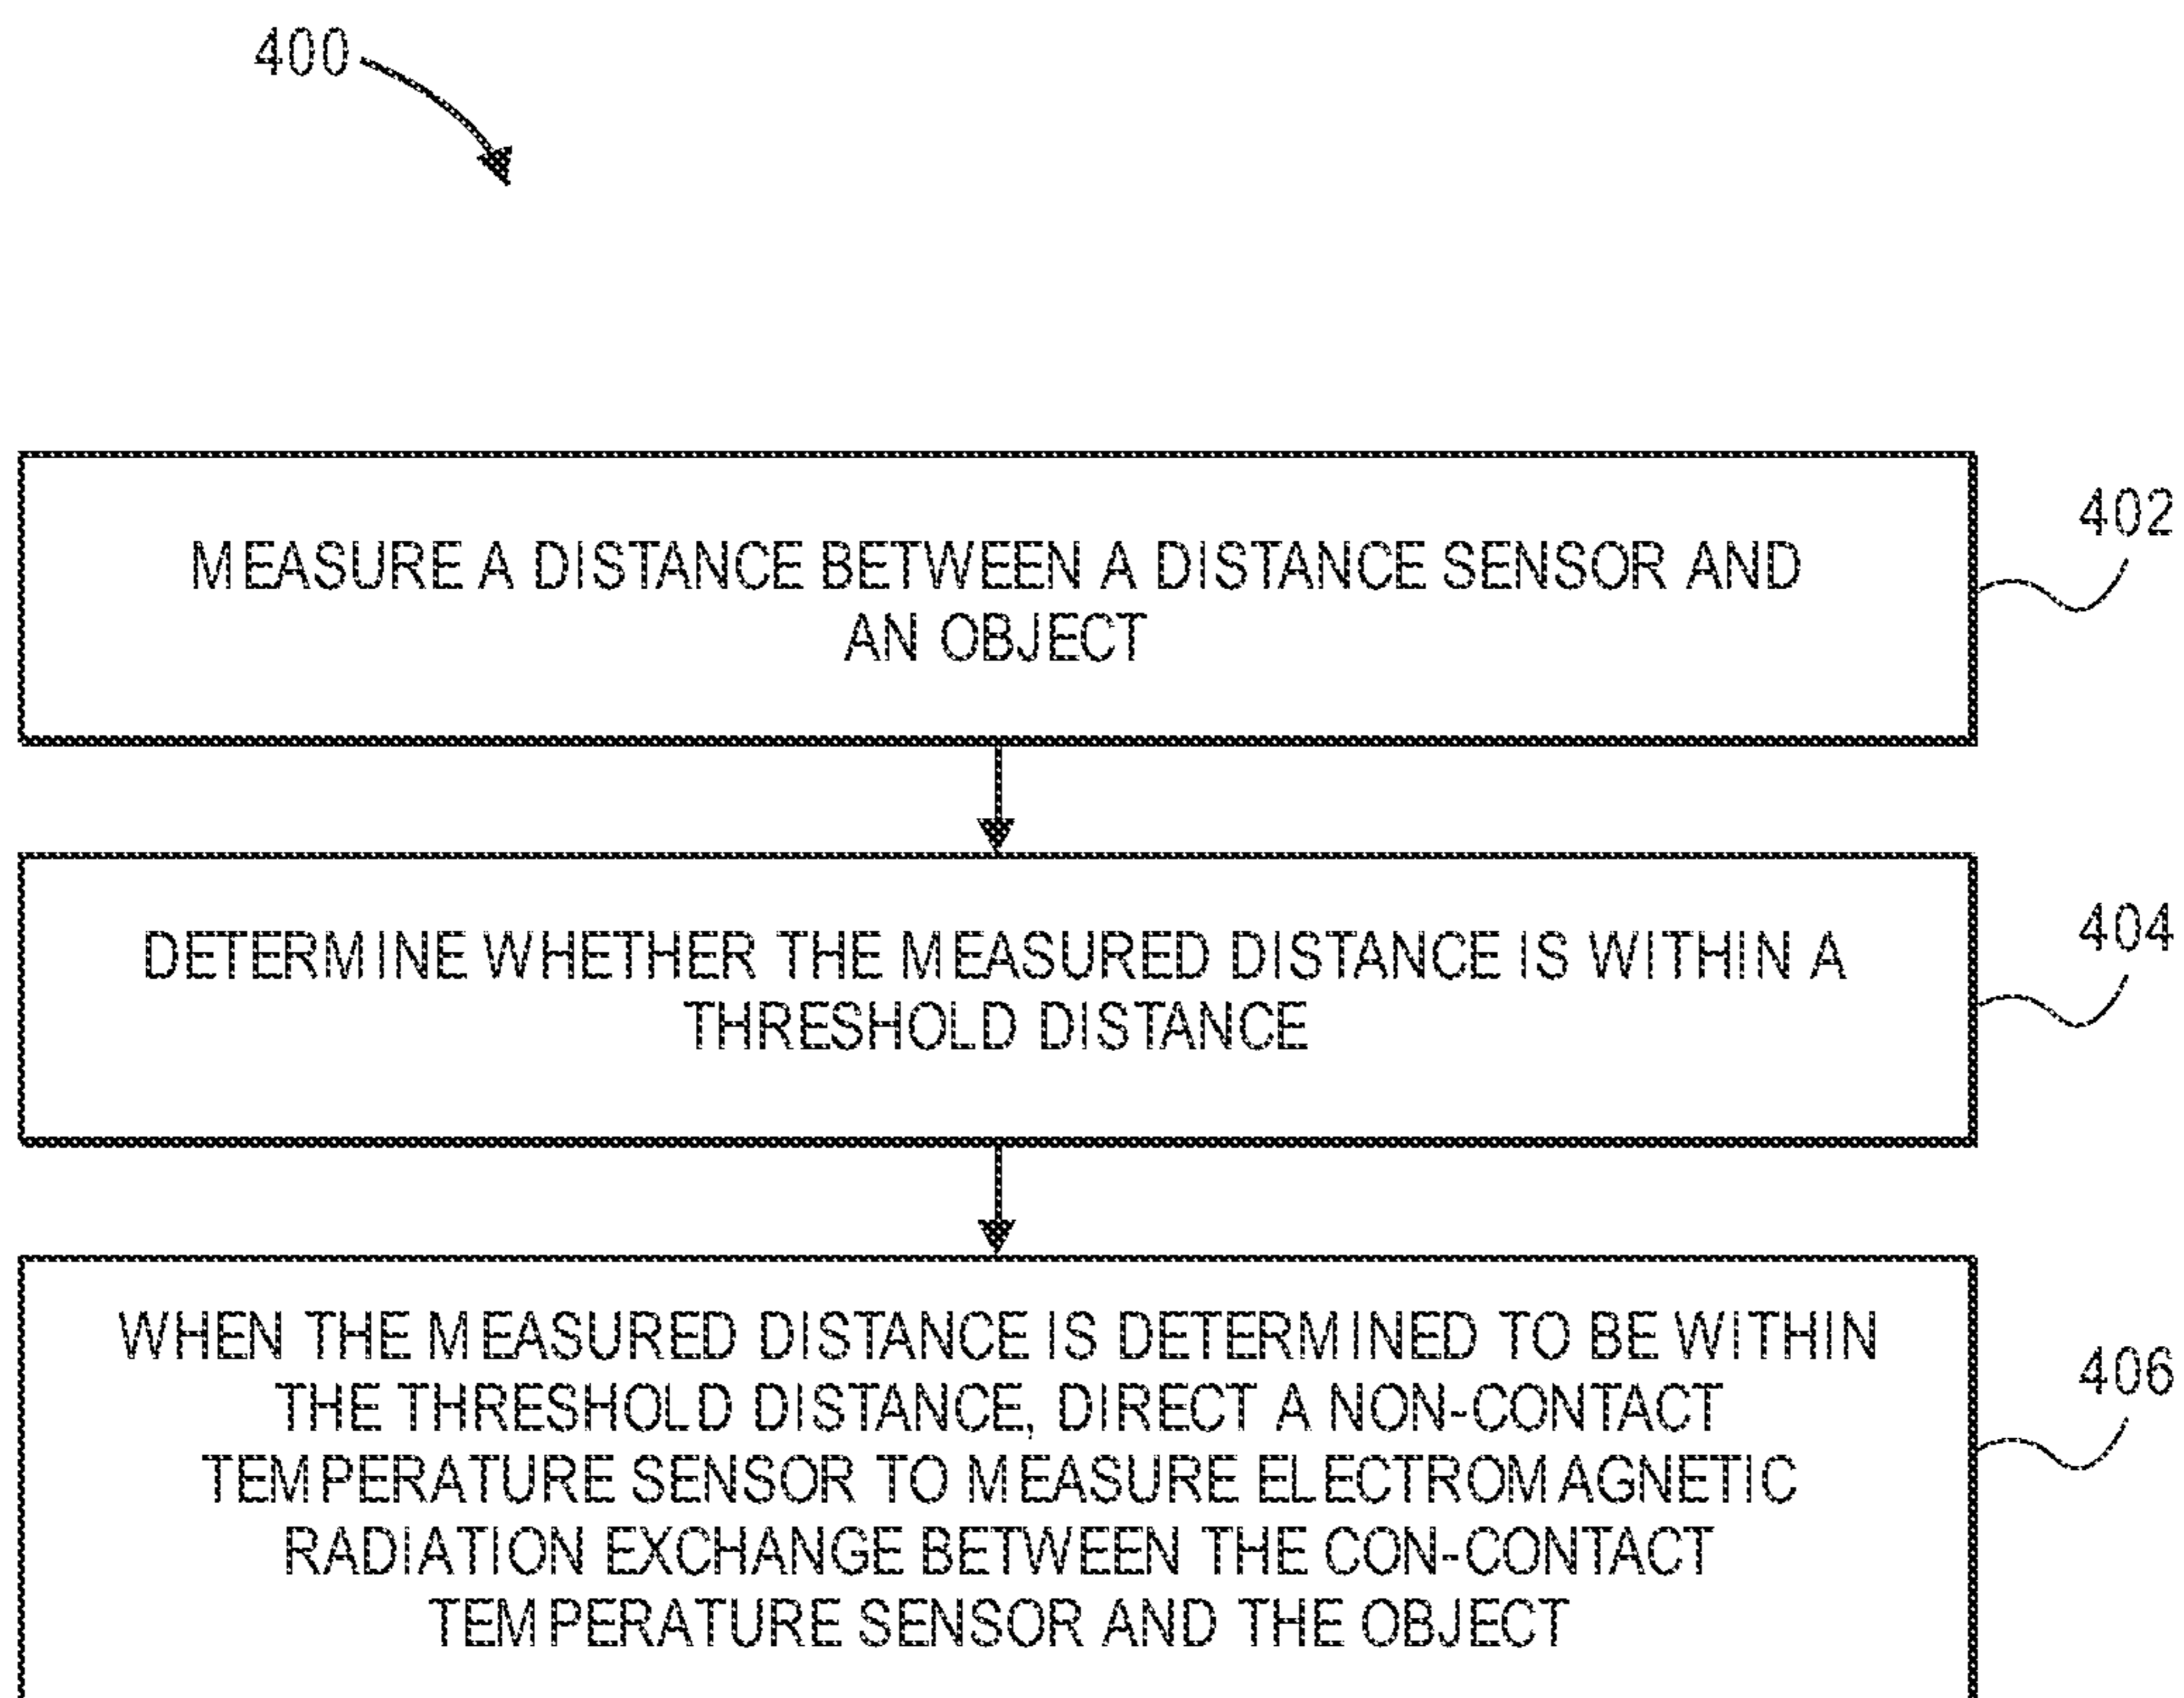 400
402
MEASURE A DISTANCE BETWEEN A DISTANCE SENSOR AND
AN OBJECT
404
DETERMINE WHETHER THE MEASURED DISTANCE IS WITHIN A
THRESHOLD DISTANCE
406
WHEN THE MEASURED DISTANCE IS DETERMINED TO BE WITHIN
THE THRESHOLD DISTANCE, DIRECT A NON-CONTACT
TEMPERATURE SENSOR TO MEASURE ELECTROMAGNETIC
RADIATION EXCHANGE BETWEEN THE CON-CONTACT
TEMPERATURE SENSOR AND THE OBJECT